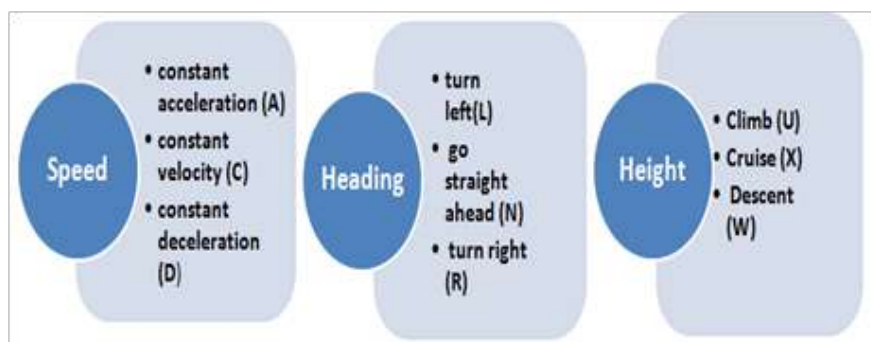 Speed
• constant
acceleration (A)
• constant
velocity (C)
• constant
deceleration
(D)
Heading
• turn
left(L)
• go
straight
ahead (N)
• turn right
(R)
Height
• Climb (U)
• Cruise (X)
• Descent
(W)